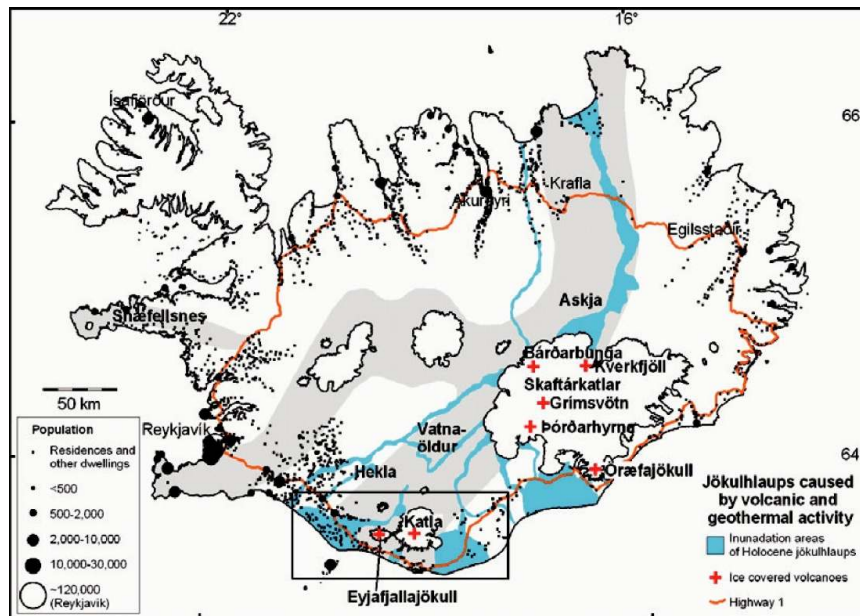 22°
16°
Ísafjörður
66
Krafla
Akureyri
Egilsstaðir
Askja
Snæfellsnes
Bárðarbunga
Kverkfjöll
Skaftárkatlar
Grímsvötn
50 km
Þórðarhyrna
Vatna-
öldur
Reykjavík
Hekla
64
Öræfajökull
Katla
Eyjafjallajökull
Population
Residences and
other dwellings
<500
500-2,000
2,000-10,000
10,000-30,000
~120,000
(Reykjavik)
Jökulhlaups caused
by volcanic and
geothermal activity
Inunadation areas
of Holocene jökulhlaups
Ice covered volcanoes
Highway 1